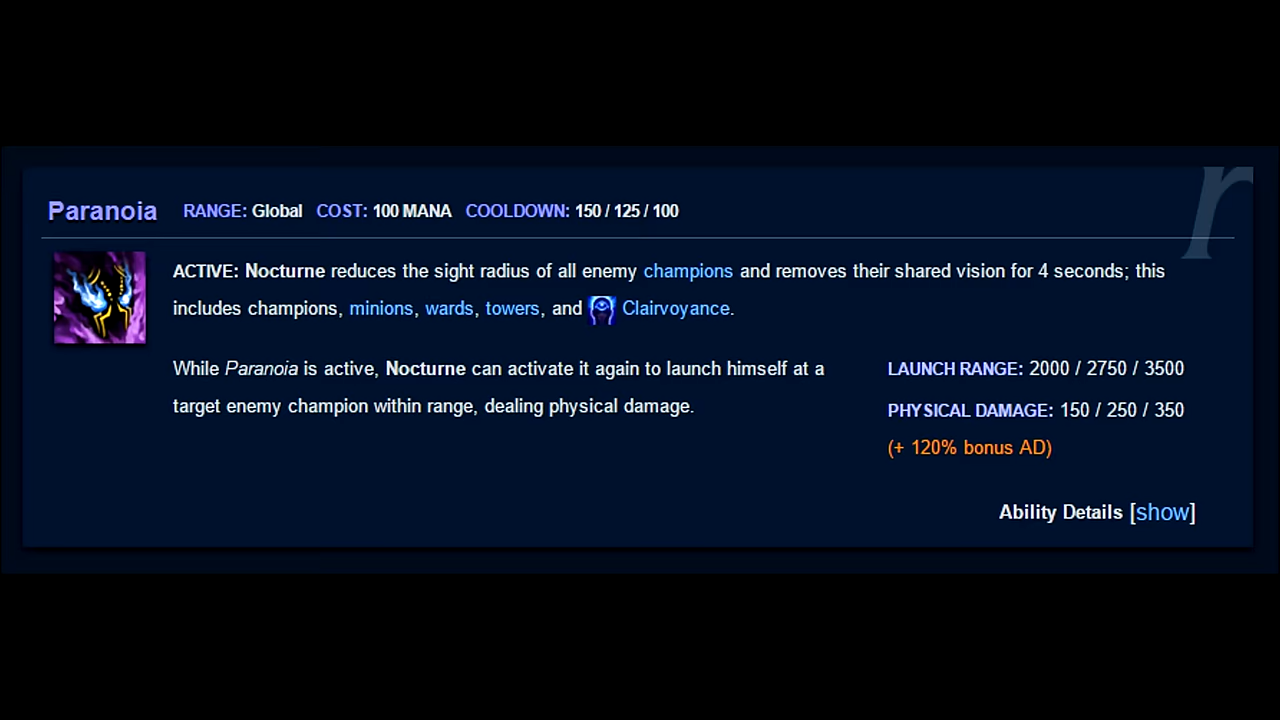 r
Paranoia RANGE: Global COST: 100 MANA COOLDOWN: 150 / 125 / 100
ACTIVE: Nocturne reduces the sight radius of all enemy champions and removes their shared vision for 4 seconds; this
includes champions, minions, wards, towers, and Clairvoyance.
While Paranoia is active, Nocturne can activate it again to launch himself at a
target enemy champion within range, dealing physical damage.
LAUNCH RANGE: 2000 / 2750 / 3500
PHYSICAL DAMAGE: 150 / 250 / 350
(+ 120% bonus AD)
Ability Details [show]